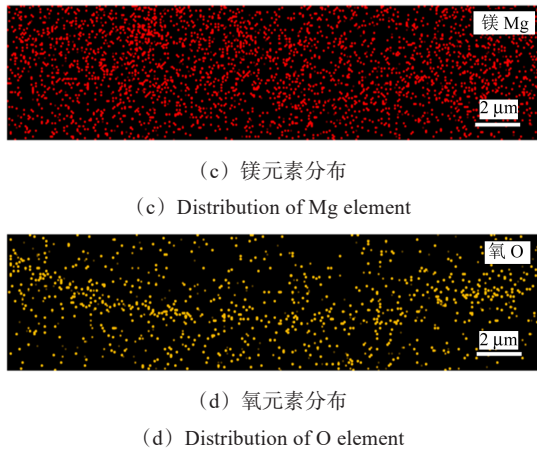 镁 Mg
2 μm
（c）镁元素分布
（c）Distribution of Mg element
氧 O
2 μm
（d）氧元素分布
（d）Distribution of O element